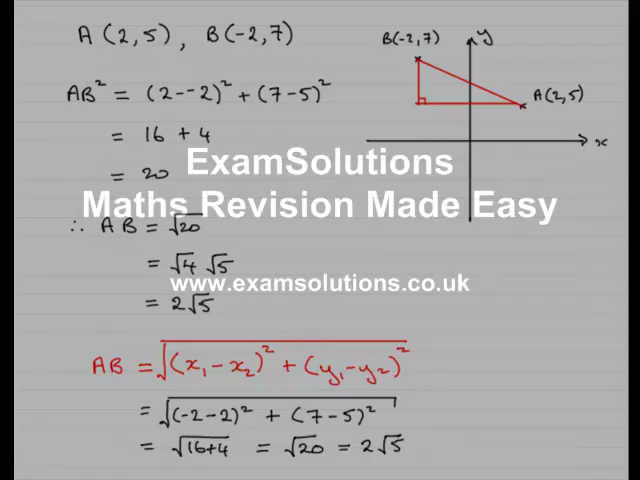 A(2,5), B(-2,7)
B(-2,7)
y
A(2,5)
x
AB² = (2--2)² + (7-5)²
= 16 + 4
= 20
∴ AB = √20
= √4 √5
= 2√5
ExamSolutions
Maths Revision Made Easy
www.examsolutions.co.uk
AB = √(x₁-x₂)² + (y₁-y₂)²
= √(-2-2)² + (7-5)²
= √16+4 = √20 = 2√5